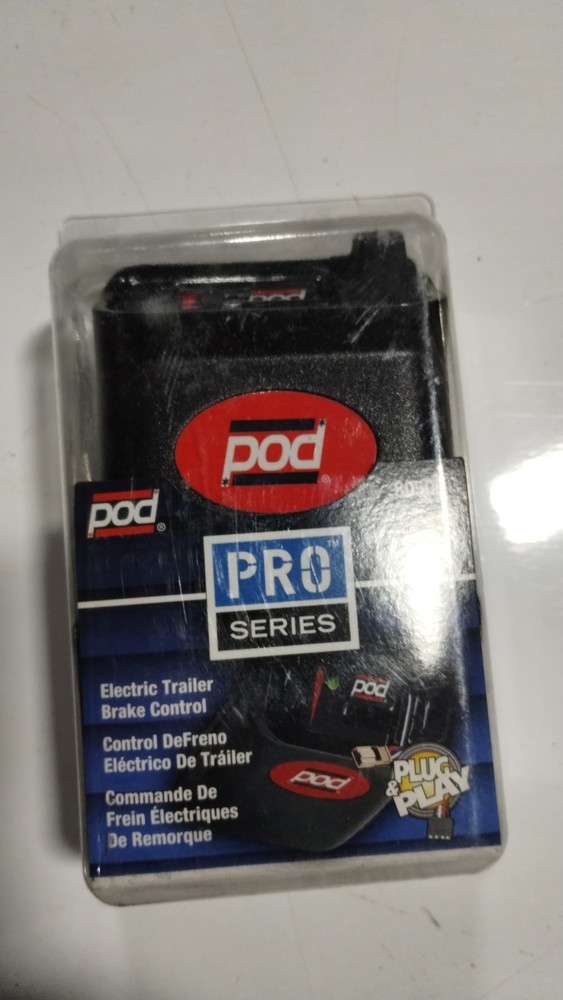 pod
pod
pod
PRO™
SERIES
Electric Trailer
Brake Control
Control DeFreno
Eléctrico De Tráiler
Commande De
Frein Électriques
De Remorque
pod
pod
PLUG
& PLAY